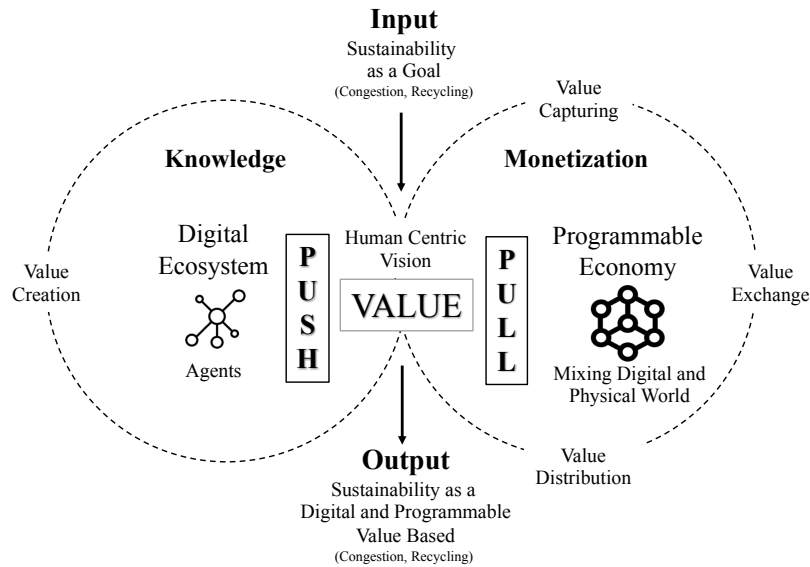 Input
Sustainability
as a Goal
(Congestion, Recycling)
Value
Capturing
Knowledge
Monetization
Digital
Ecosystem
Agents
Value
Creation
PUSH
Human Centric
Vision
VALUE
PULL
Programmable
Economy
Mixing Digital and
Physical World
Value
Exchange
Value
Distribution
Output
Sustainability as a
Digital and Programmable
Value Based
(Congestion, Recycling)